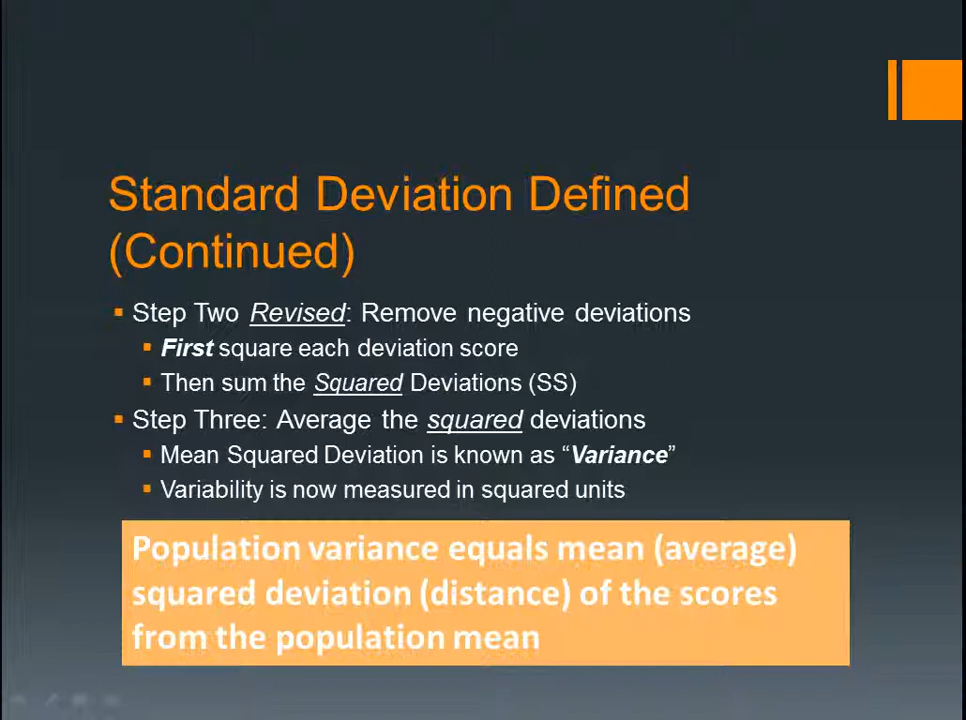 Standard Deviation Defined
(Continued)
Step Two Revised: Remove negative deviations
First square each deviation score
Then sum the Squared Deviations (SS)
Step Three: Average the squared deviations
Mean Squared Deviation is known as “Variance”
Variability is now measured in squared units
Population variance equals mean (average)
squared deviation (distance) of the scores
from the population mean